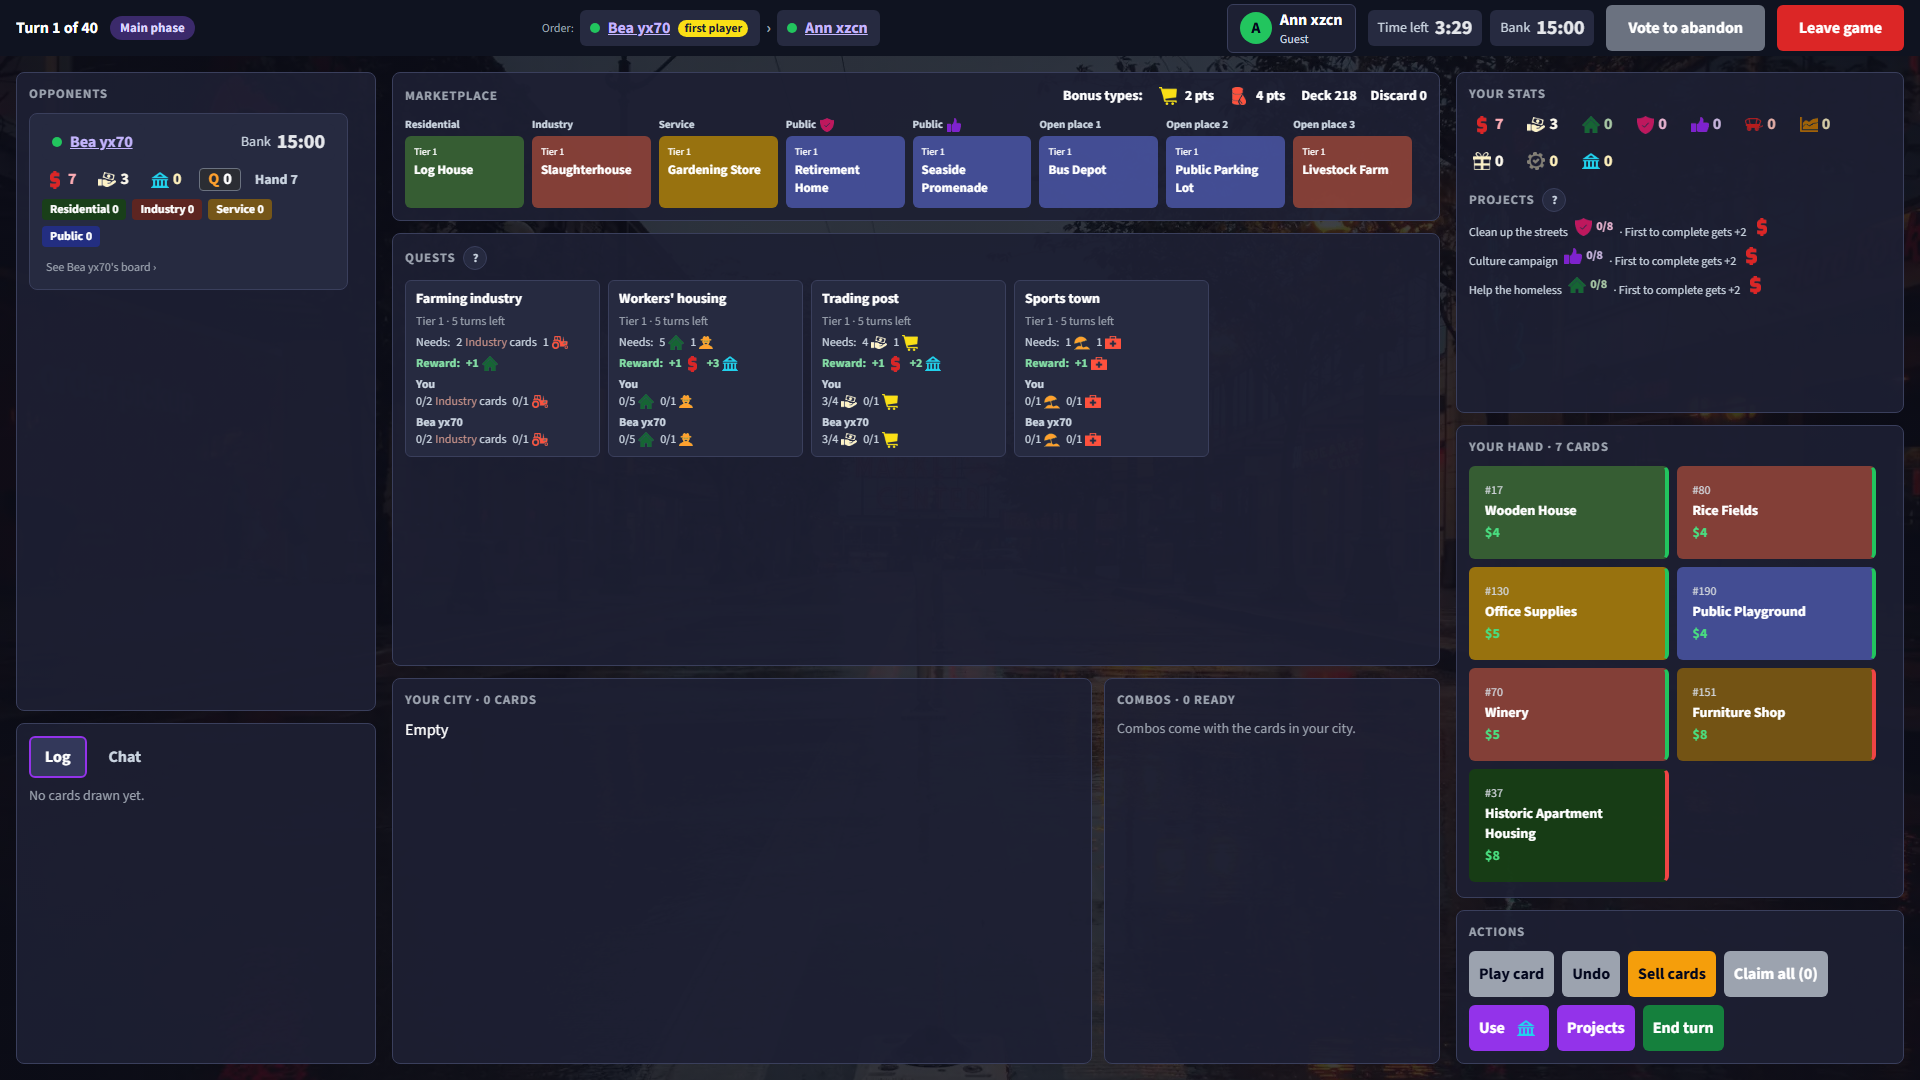 Turn 1 of 40
Main phase
Order:
Bea yx70
first player
›
Ann xzcn
A
Ann xzcn
Guest
Time left 3:29
Bank 15:00
Vote to abandon
Leave game
OPPONENTS
Bea yx70
Bank 15:00
7
3
0
Q 0
Hand 7
Residential 0
Industry 0
Service 0
Public 0
See Bea yx70's board ›
Log
Chat
No cards drawn yet.
MARKETPLACE
Bonus types:
2 pts
4 pts
Deck 218
Discard 0
Residential
Tier 1
Log House
Industry
Tier 1
Slaughterhouse
Service
Tier 1
Gardening Store
Public
Tier 1
Retirement
Home
Public
Tier 1
Seaside
Promenade
Open place 1
Tier 1
Bus Depot
Open place 2
Tier 1
Public Parking
Lot
Open place 3
Tier 1
Livestock Farm
QUESTS
?
Farming industry
Tier 1 · 5 turns left
Needs: 2 Industry cards 1
Reward: +1
You
0/2 Industry cards 0/1
Bea yx70
0/2 Industry cards 0/1
Workers' housing
Tier 1 · 5 turns left
Needs: 5 1
Reward: +1 +3
You
0/5 0/1
Bea yx70
0/5 0/1
Trading post
Tier 1 · 5 turns left
Needs: 4 1
Reward: +1 +2
You
3/4 0/1
Bea yx70
3/4 0/1
Sports town
Tier 1 · 5 turns left
Needs: 1 1
Reward: +1
You
0/1 0/1
Bea yx70
0/1 0/1
YOUR CITY · 0 CARDS
Empty
COMBOS · 0 READY
Combos come with the cards in your city.
YOUR STATS
7
3
0
0
0
0
0
0
0
0
PROJECTS
?
Clean up the streets 0/8 · First to complete gets +2
Culture campaign 0/8 · First to complete gets +2
Help the homeless 0/8 · First to complete gets +2
YOUR HAND · 7 CARDS
#17
Wooden House
$4
#80
Rice Fields
$4
#130
Office Supplies
$5
#190
Public Playground
$4
#70
Winery
$5
#151
Furniture Shop
$8
#37
Historic Apartment
Housing
$8
ACTIONS
Play card
Undo
Sell cards
Claim all (0)
Use
Projects
End turn